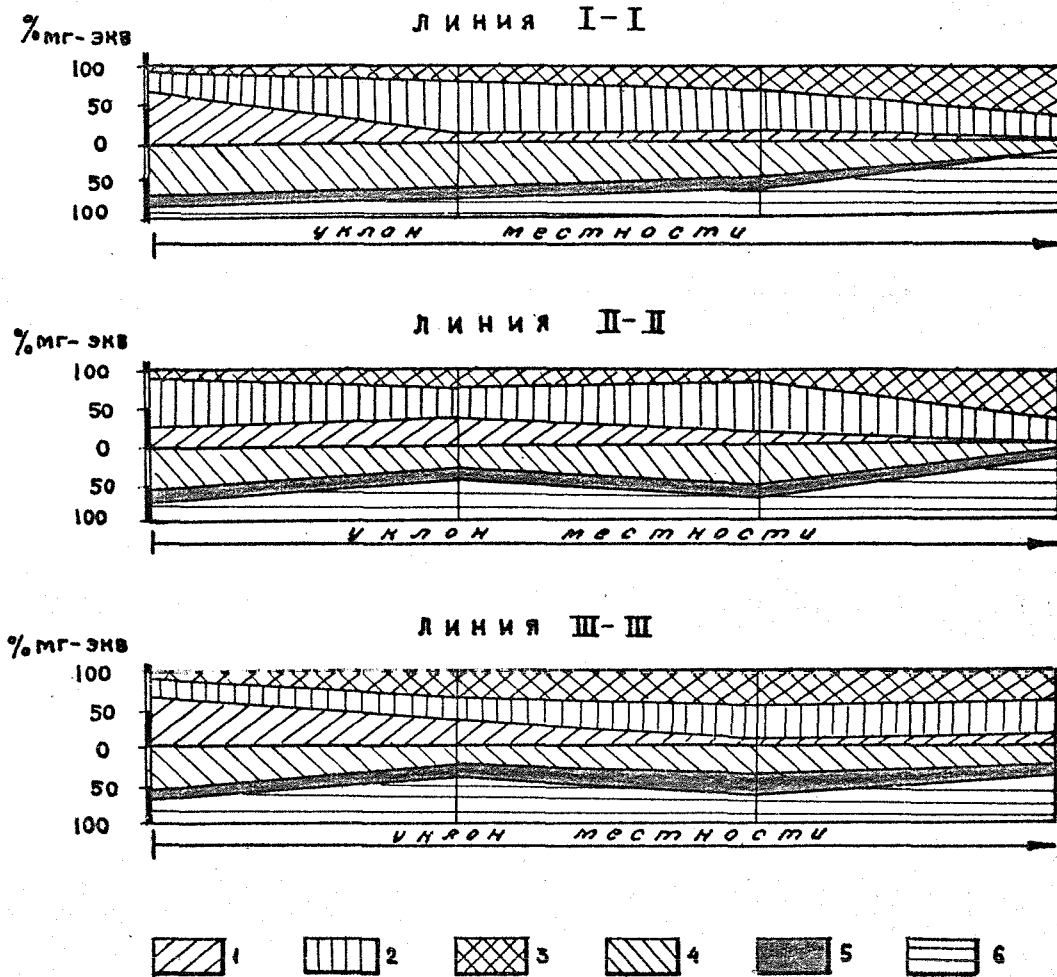 линия I-I
% мг-экв
100
50
0
50
100
уклон местности
линия II-II
% мг-экв
100
50
0
50
100
уклон местности
линия III-III
% мг-экв
100
50
0
50
100
уклон местности
1 2 3 4 5 6